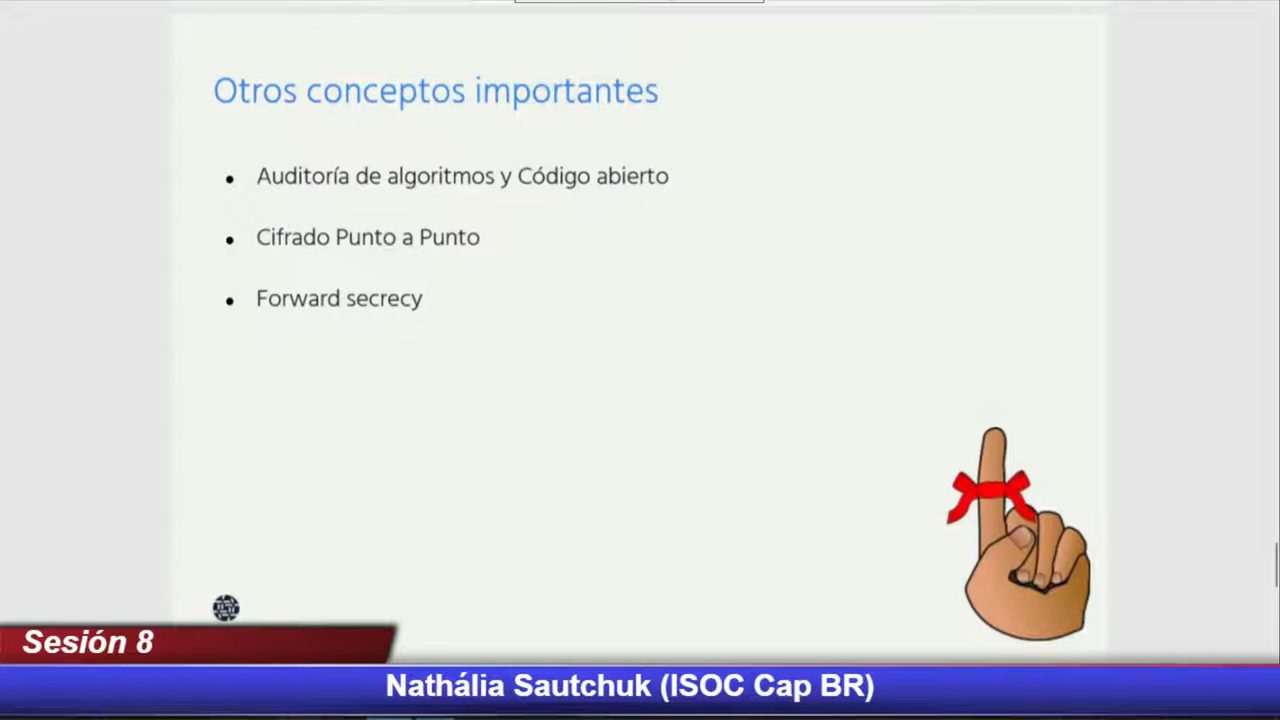 Otros conceptos importantes
Auditoría de algoritmos y Código abierto
Cifrado Punto a Punto
Forward secrecy
Sesión 8
Nathália Sautchuk (ISOC Cap BR)